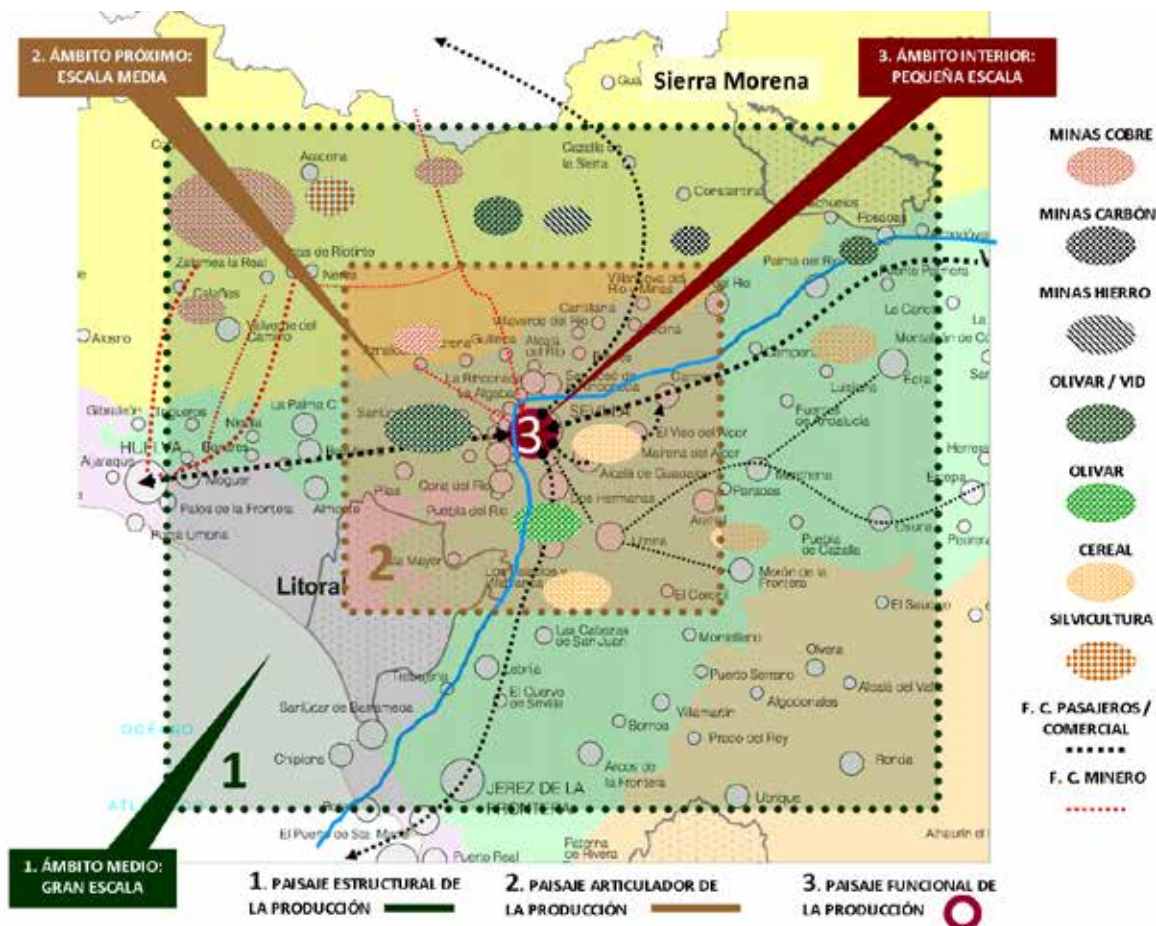 2. ÁMBITO PRÓXIMO:
ESCALA MEDIA
3. ÁMBITO INTERIOR:
PEQUEÑA ESCALA
Sierra Morena
Aracena
Cazalla de
la Sierra
Constantina
Posadas
Zalamea la Real
Nerva
Calañas
Valverde del
Camino
Alosno
Palma del Río
Villanueva del
Río y Minas
Cantillana
Villaverde del Río
Alcalá
del Río
La Rinconada
La Algaba
SEVILLA
Écija
Luisiana
Fuentes
de Andalucía
El Viso del Alcor
Mairena del Alcor
Alcalá de Guadaíra
Marchena
Paradas
Arahal
Gibraleón
Niebla
La Palma C.
HUELVA
Aljaraque
Moguer
Palos de la Frontera
Punta Umbría
Almonte
Pilas
Coria del Río
Puebla del Río
Dos Hermanas
Utrera
Osuna
Puebla
de Cazalla
Morón de la
Frontera
El Coronil
El Saucejo
3
2
Litoral
Las Cabezas
de San Juan
Montellano
Lebrija
El Cuervo
de Sevilla
Trebujena
Sanlúcar de Barrameda
Chipiona
Puerto Serrano
Olvera
Algodonales
Alcalá del Valle
Villamartín
Bornos
Prado del Rey
Arcos de
la Frontera
Ronda
Ubrique
JEREZ DE LA
FRONTERA
OCÉANO
1
El Puerto de Sta. María
Puerto Real
Paterna
de Rivera
1. ÁMBITO MEDIO:
GRAN ESCALA
MINAS COBRE
MINAS CARBÓN
MINAS HIERRO
OLIVAR / VID
OLIVAR
CEREAL
SILVICULTURA
F. C. PASAJEROS /
COMERCIAL
F. C. MINERO
1. PAISAJE ESTRUCTURAL DE
LA PRODUCCIÓN
2. PAISAJE ARTICULADOR DE
LA PRODUCCIÓN
3. PAISAJE FUNCIONAL DE
LA PRODUCCIÓN